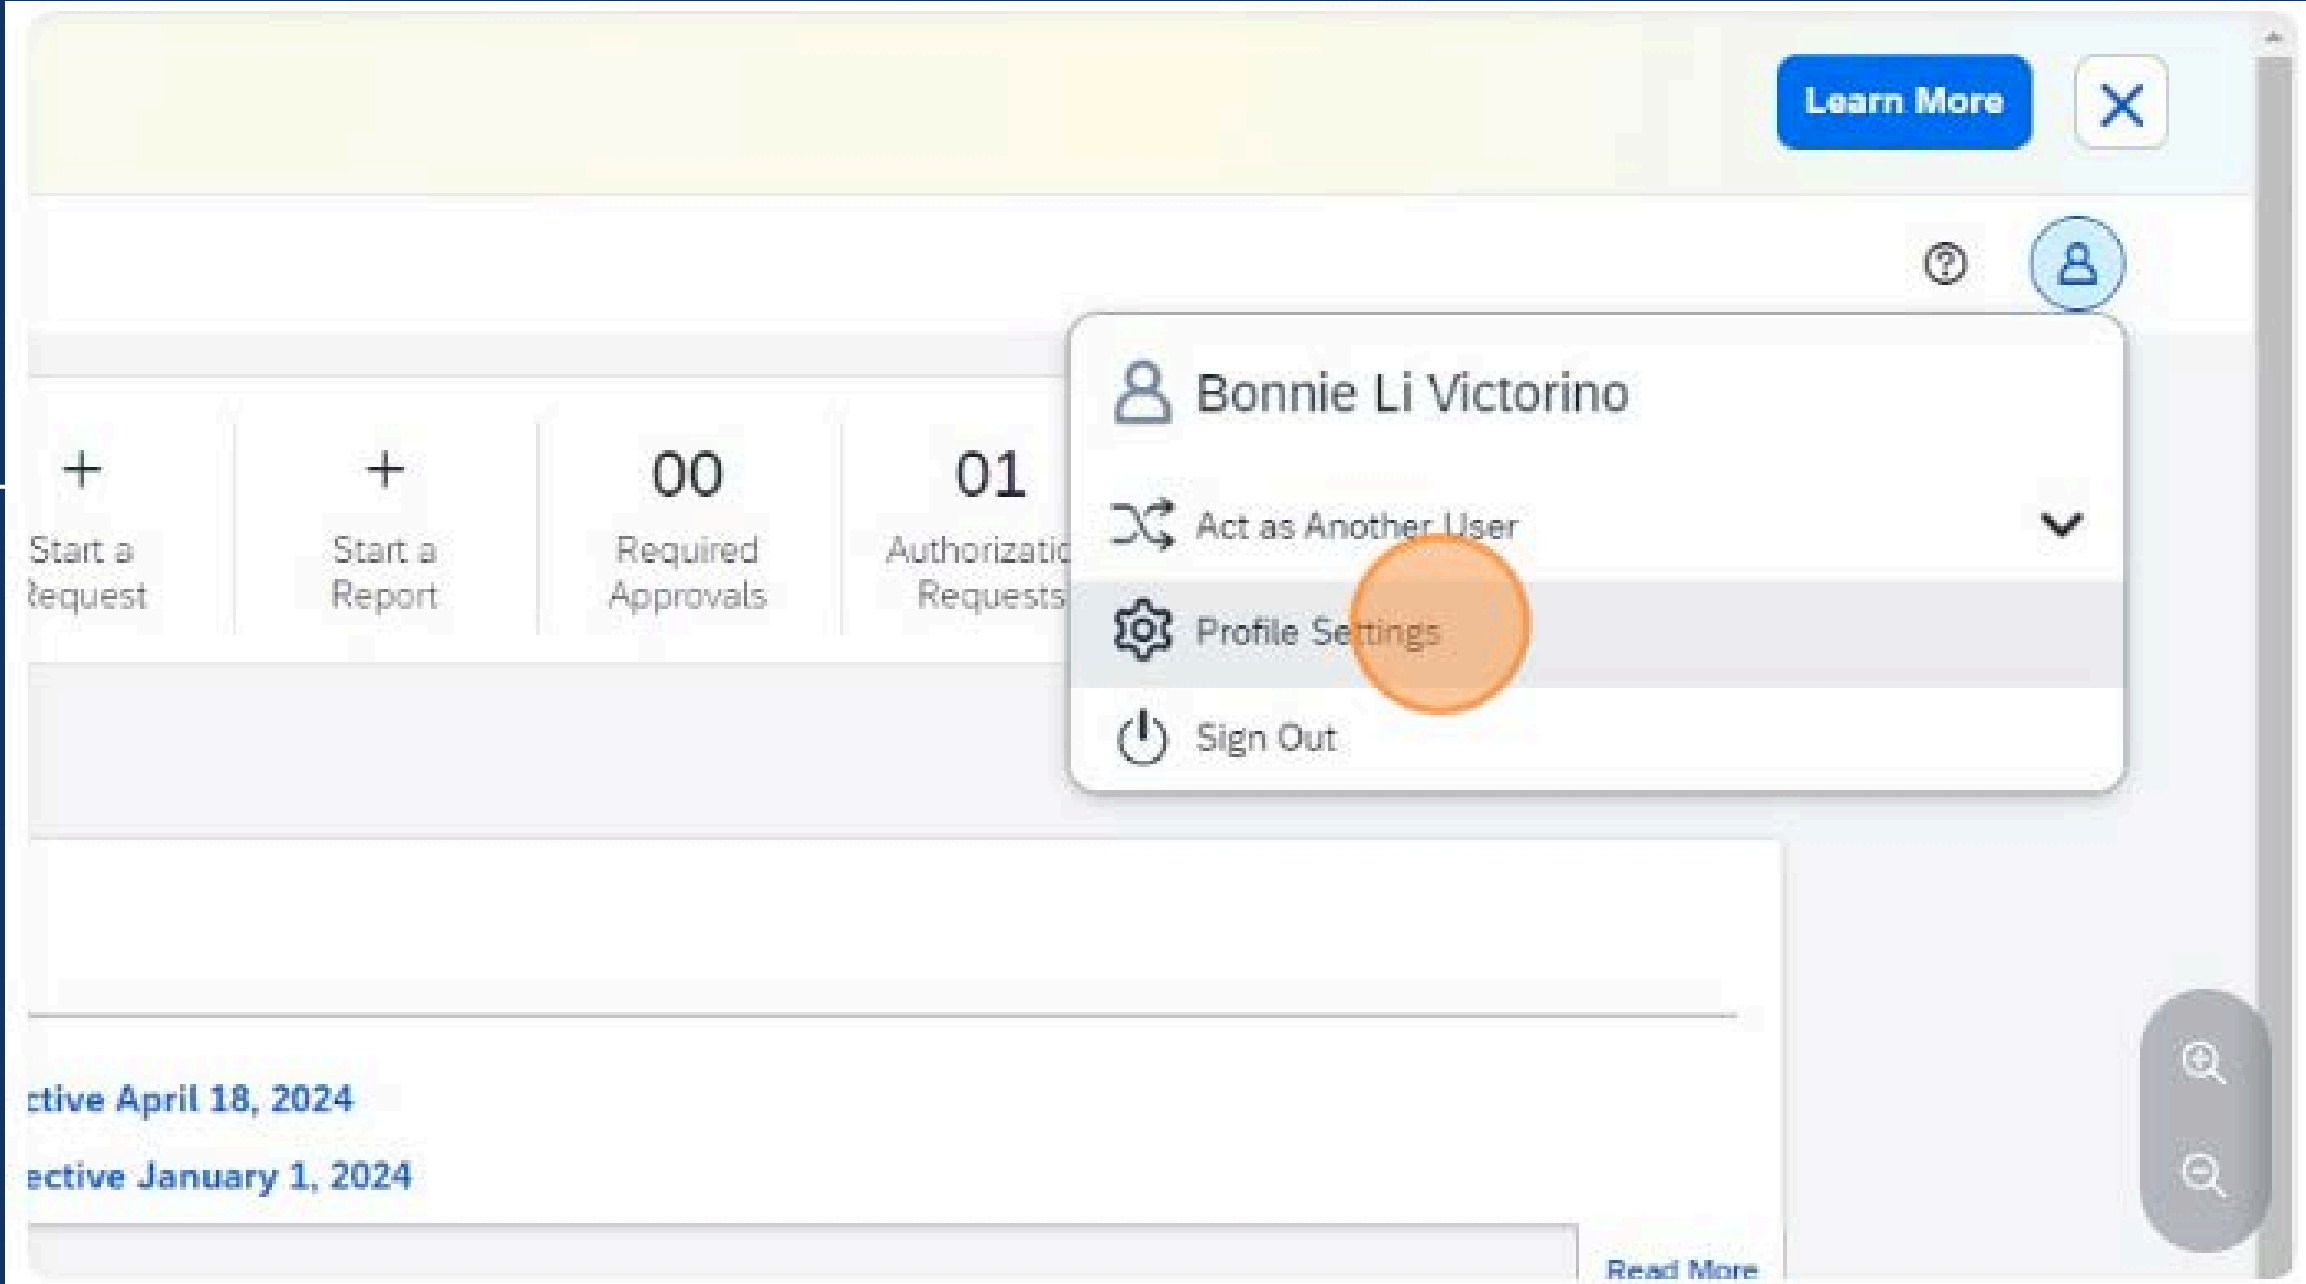 Learn More
Bonnie Li Victorino
Act as Another User
Profile Settings
Sign Out
+
Start a
Request
+
Start a
Report
00
Required
Approvals
01
Authorizatio
Requests
ctive April 18, 2024
ective January 1, 2024
Read More